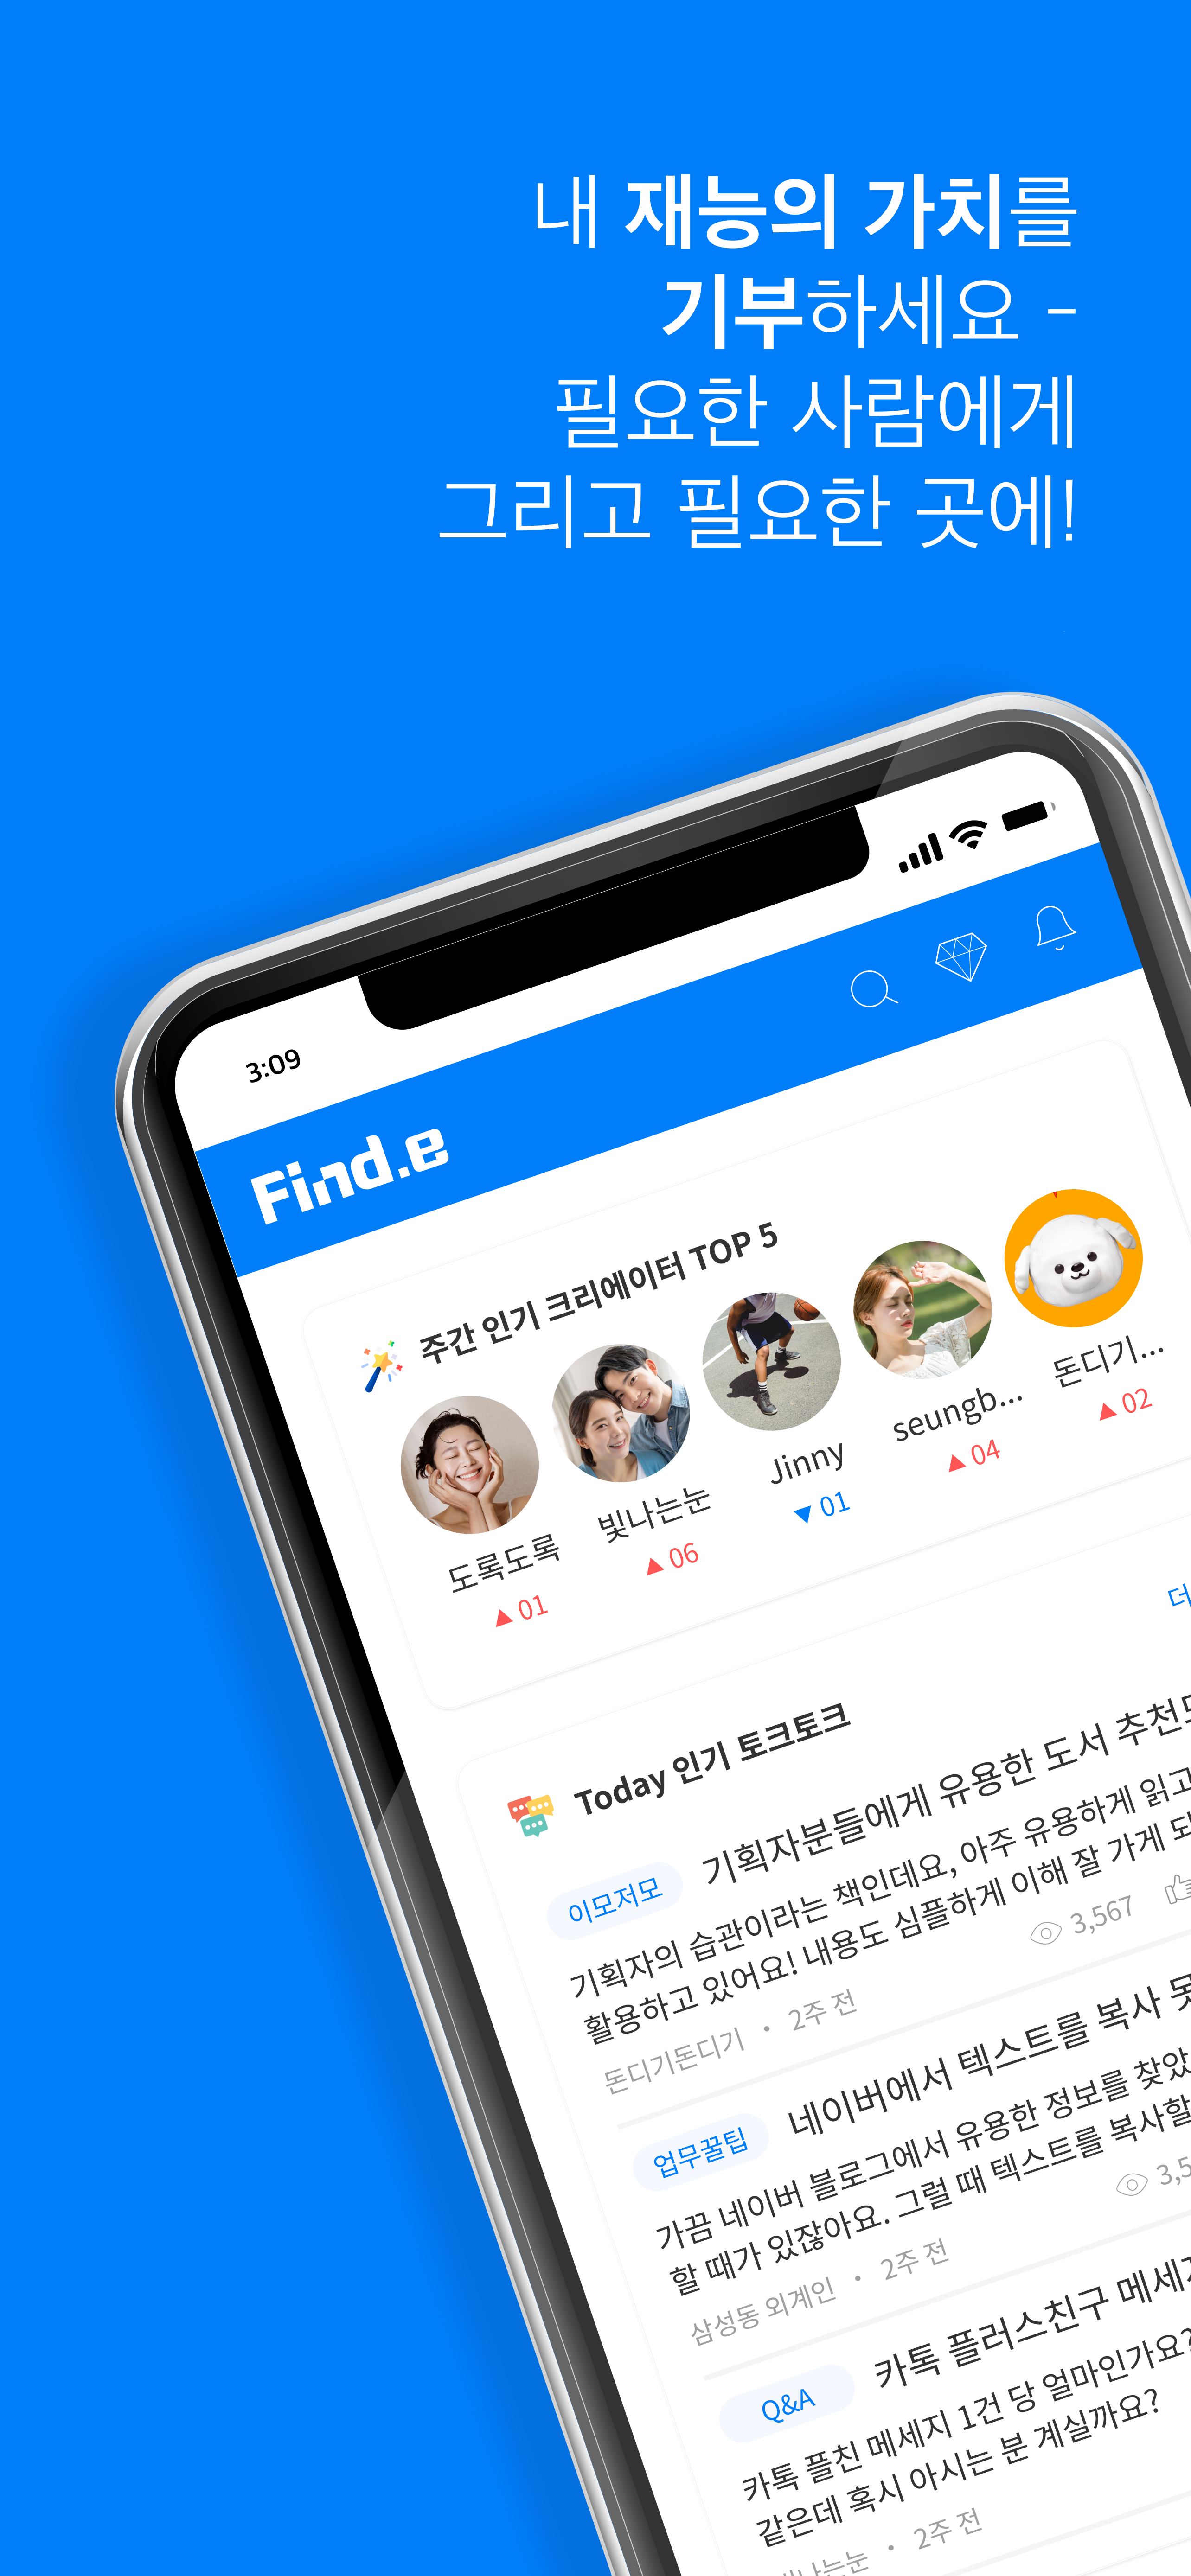 내 재능의 가치를
기부하세요 -
필요한 사람에게
그리고 필요한 곳에!
3:09
Find.e
주간 인기 크리에이터 TOP 5
도록도록
▲ 01
빛나는눈
▲ 06
Jinny
▼ 01
seungb...
▲ 04
돈디기...
▲ 02
더
Today 인기 토크토크
이모저모 기획자분들에게 유용한 도서 추천
기획자의 습관이라는 책인데요, 아주 유용하게 읽고
활용하고 있어요! 내용도 심플하게 이해 잘 가게 되
돈디기돈디기 • 2주 전 3,567
업무꿀팁 네이버에서 텍스트를 복사 못
가끔 네이버 블로그에서 유용한 정보를 찾았
할 때가 있잖아요. 그럴 때 텍스트를 복사할
삼성동 외계인 • 2주 전 3,5
Q&A 카톡 플러스친구 메세지
카톡 플친 메세지 1건 당 얼마인가요?
같은데 혹시 아시는 분 계실까요?
나는눈 • 2주 전